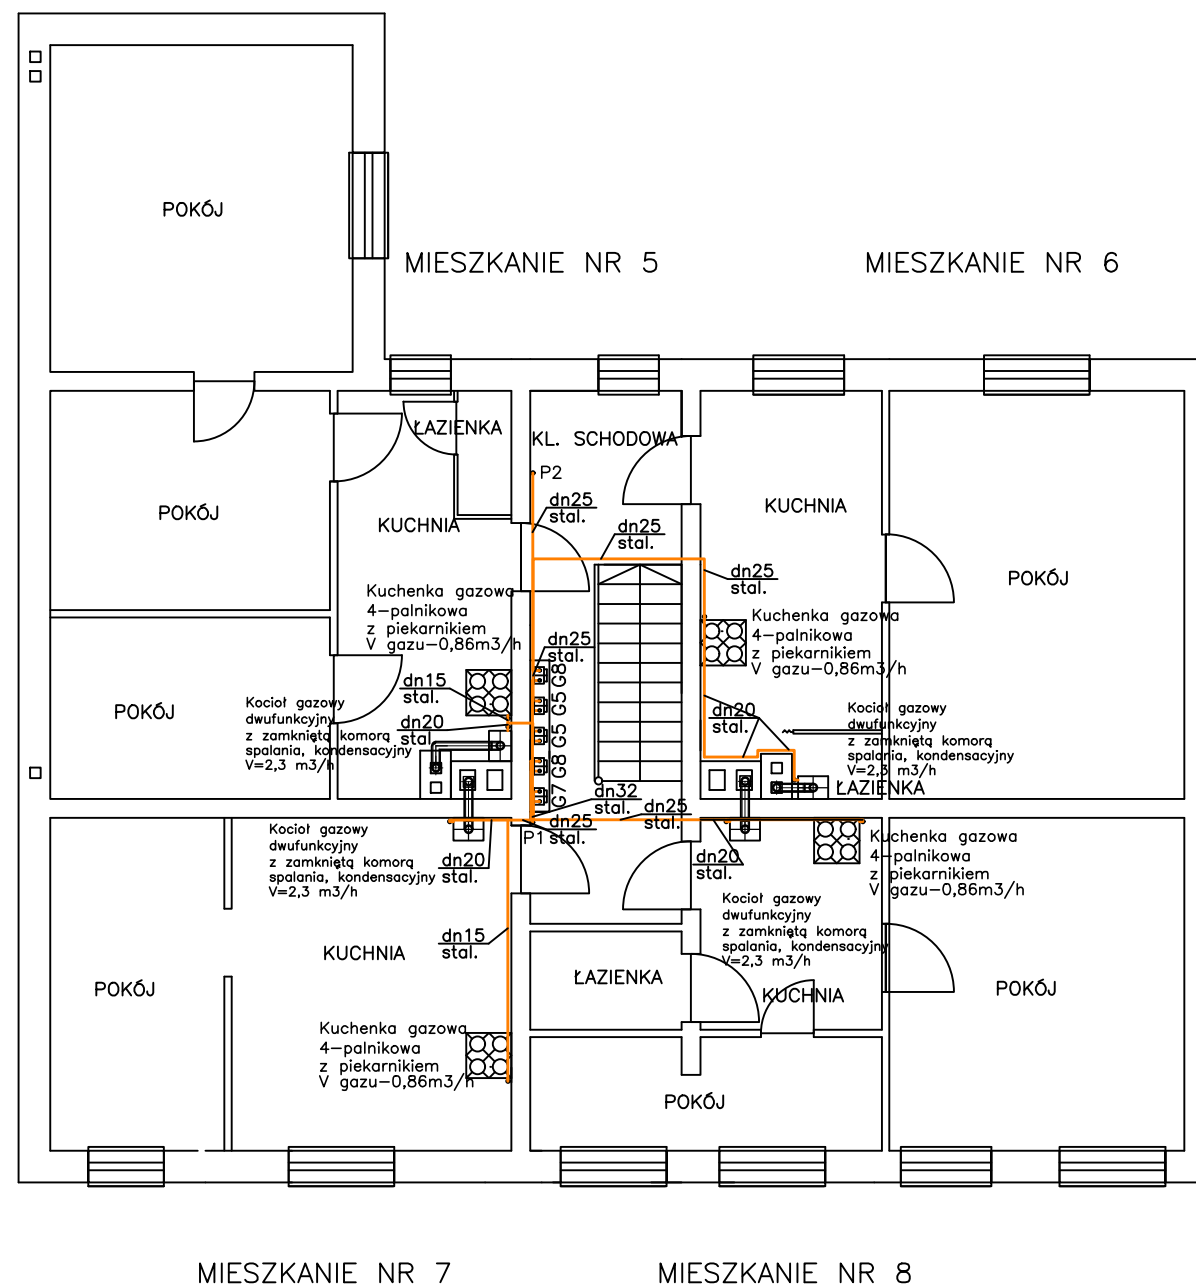 POKÓJ
MIESZKANIE NR 5
MIESZKANIE NR 6
ŁAZIENKA
KL. SCHODOWA
P2
dn25
stal.
POKÓJ
KUCHNIA
KUCHNIA
dn25
stal.
dn25
stal.
POKÓJ
Kuchenka gazowa
4-palnikowa
z piekarnikiem
V gazu-0,86m3/h
Kuchenka gazowa
4-palnikowa
z piekarnikiem
V gazu-0,86m3/h
dn25
stal.
G8
G5
G5
G8
G7
dn15
stal.
dn20
stal.
POKÓJ
Kocioł gazowy
dwufunkcyjny
z zamkniętą komorą
spalania, kondensacyjny
V=2,3 m3/h
dn20
stal.
Kocioł gazowy
dwufunkcyjny
z zamkniętą komorą
spalania, kondensacyjny
V=2,3 m3/h
ŁAZIENKA
dn32
dn25
stal.
dn25
stal.
P1
Kocioł gazowy
dwufunkcyjny
z zamkniętą komorą
spalania, kondensacyjny
V=2,3 m3/h
dn20
stal.
dn20
stal.
Kuchenka gazowa
4-palnikowa
z piekarnikiem
V gazu-0,86m3/h
Kocioł gazowy
dwufunkcyjny
z zamkniętą komorą
spalania, kondensacyjny
V=2,3 m3/h
dn15
stal.
KUCHNIA
POKÓJ
ŁAZIENKA
KUCHNIA
POKÓJ
Kuchenka gazowa
4-palnikowa
z piekarnikiem
V gazu-0,86m3/h
POKÓJ
MIESZKANIE NR 7
MIESZKANIE NR 8